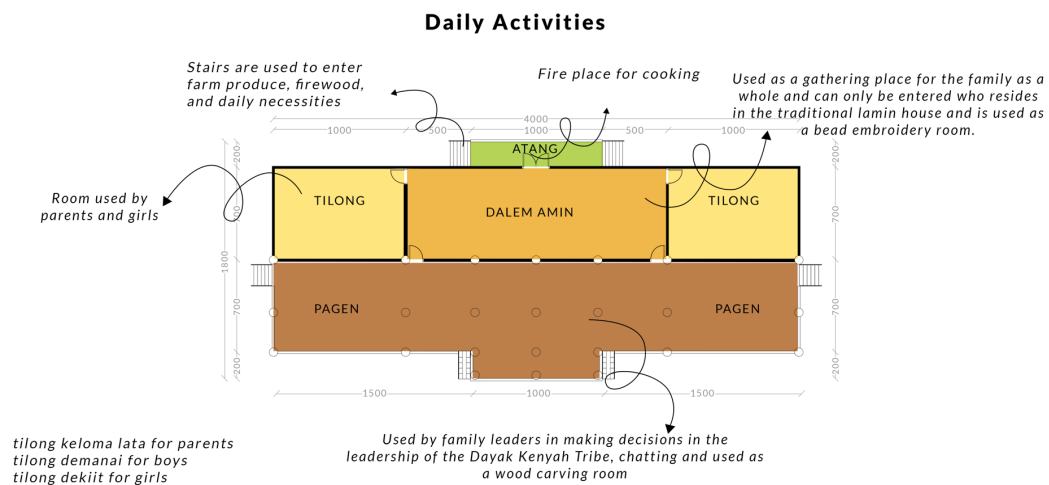 Daily Activities
Stairs are used to enter
farm produce, firewood,
and daily necessities
Fire place for cooking
Used as a gathering place for the family as a
whole and can only be entered who resides
in the traditional lamin house and is used as
a bead embroidery room.
4000
1000 500 1000 500 1000
200 ATANG 200
Room used by
parents and girls
TILONG DALEM AMIN TILONG
700 700
1800
PAGEN PAGEN
700 700
200 200
1500 1000 1500
tilong keloma lata for parents
tilong demanai for boys
tilong dekiit for girls
Used by family leaders in making decisions in the
leadership of the Dayak Kenyah Tribe, chatting and used as
a wood carving room